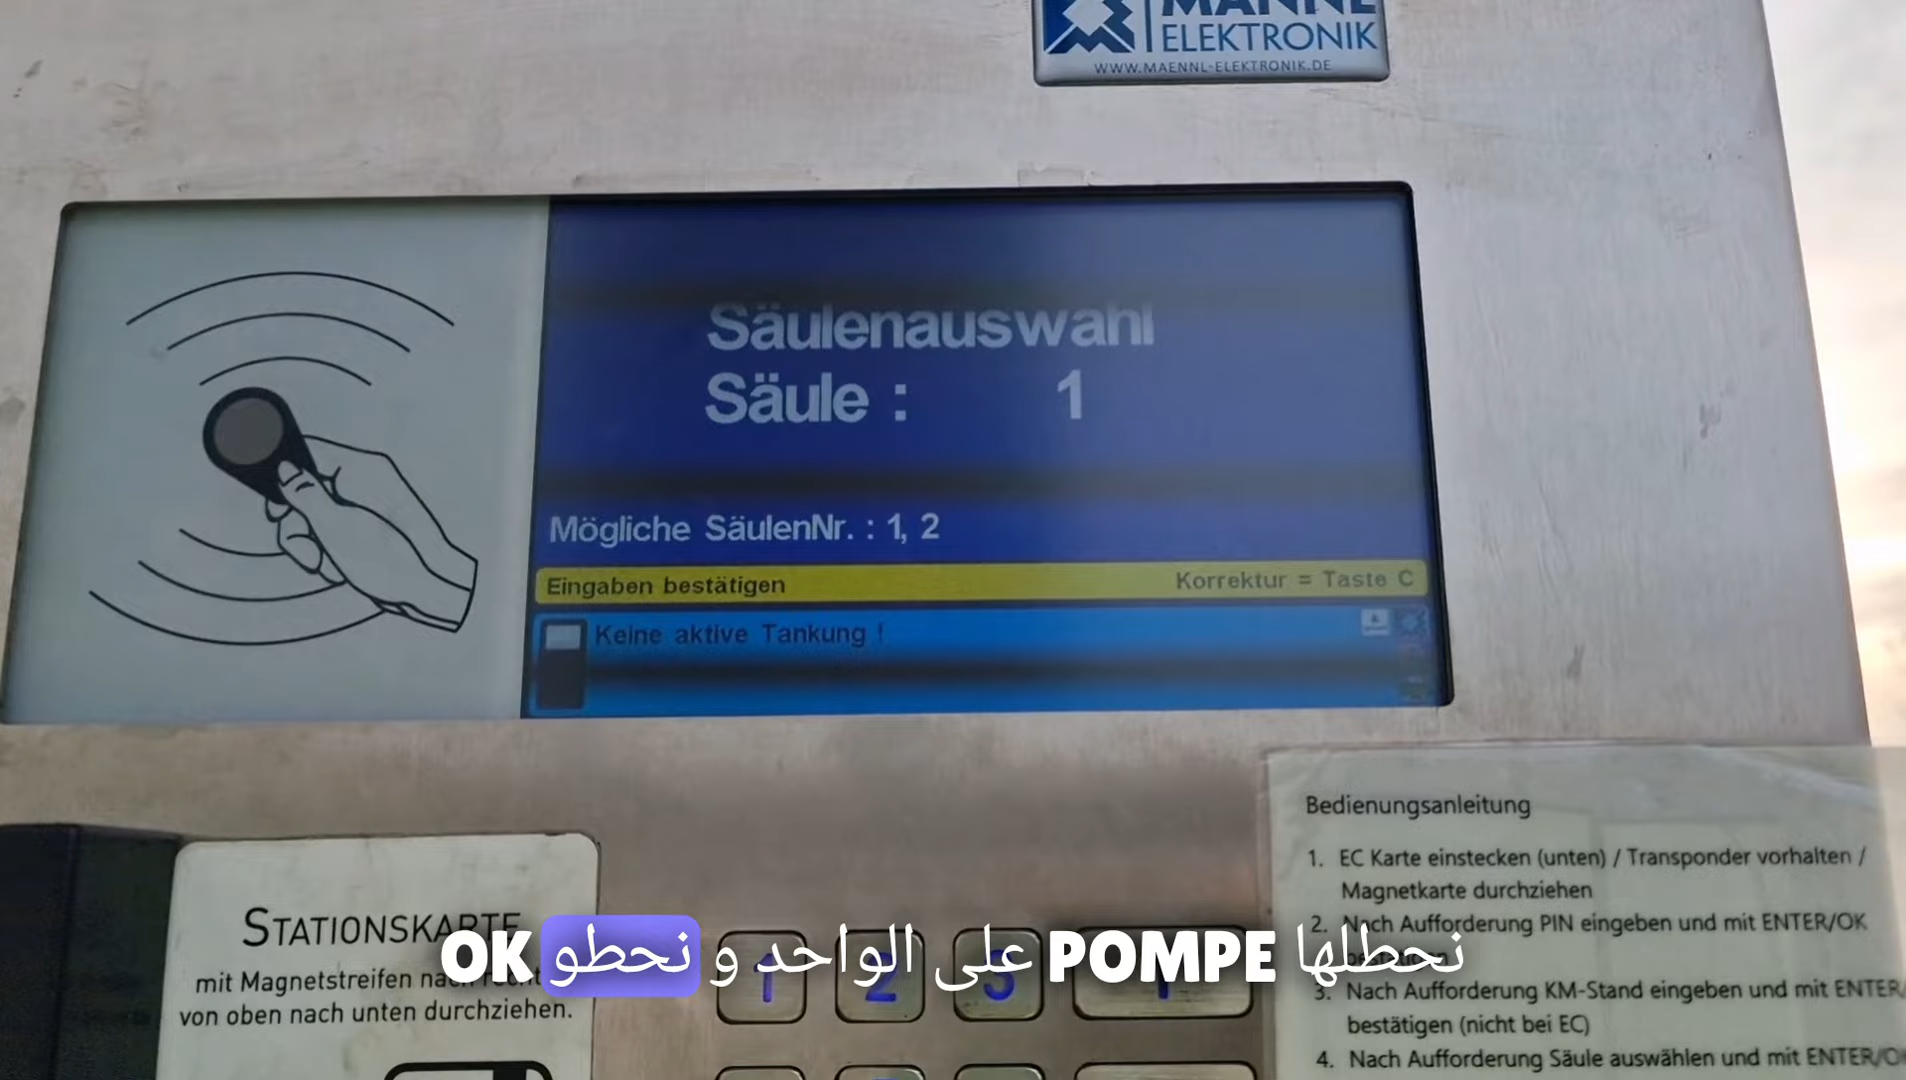 MÄNNL
ELEKTRONIK
WWW.MAENNL-ELEKTRONIK.DE
Säulenauswahl
Säule : 1
Mögliche SäulenNr. : 1, 2
Eingaben bestätigen Korrektur = Taste C
Keine aktive Tankung !
Bedienungsanleitung
1. EC Karte einstecken (unten) / Transponder vorhalten /
Magnetkarte durchziehen
2. Nach Aufforderung PIN eingeben und mit ENTER/OK
3. Nach Aufforderung KM-Stand eingeben und mit ENTER/
bestätigen (nicht bei EC)
4. Nach Aufforderung Säule auswählen und mit ENTER/O
STATIONSKARTE
mit Magnetstreifen nach
von oben nach unten durchziehen.
1 2 3
نحطلها POMPE على الواحد و نحطو OK